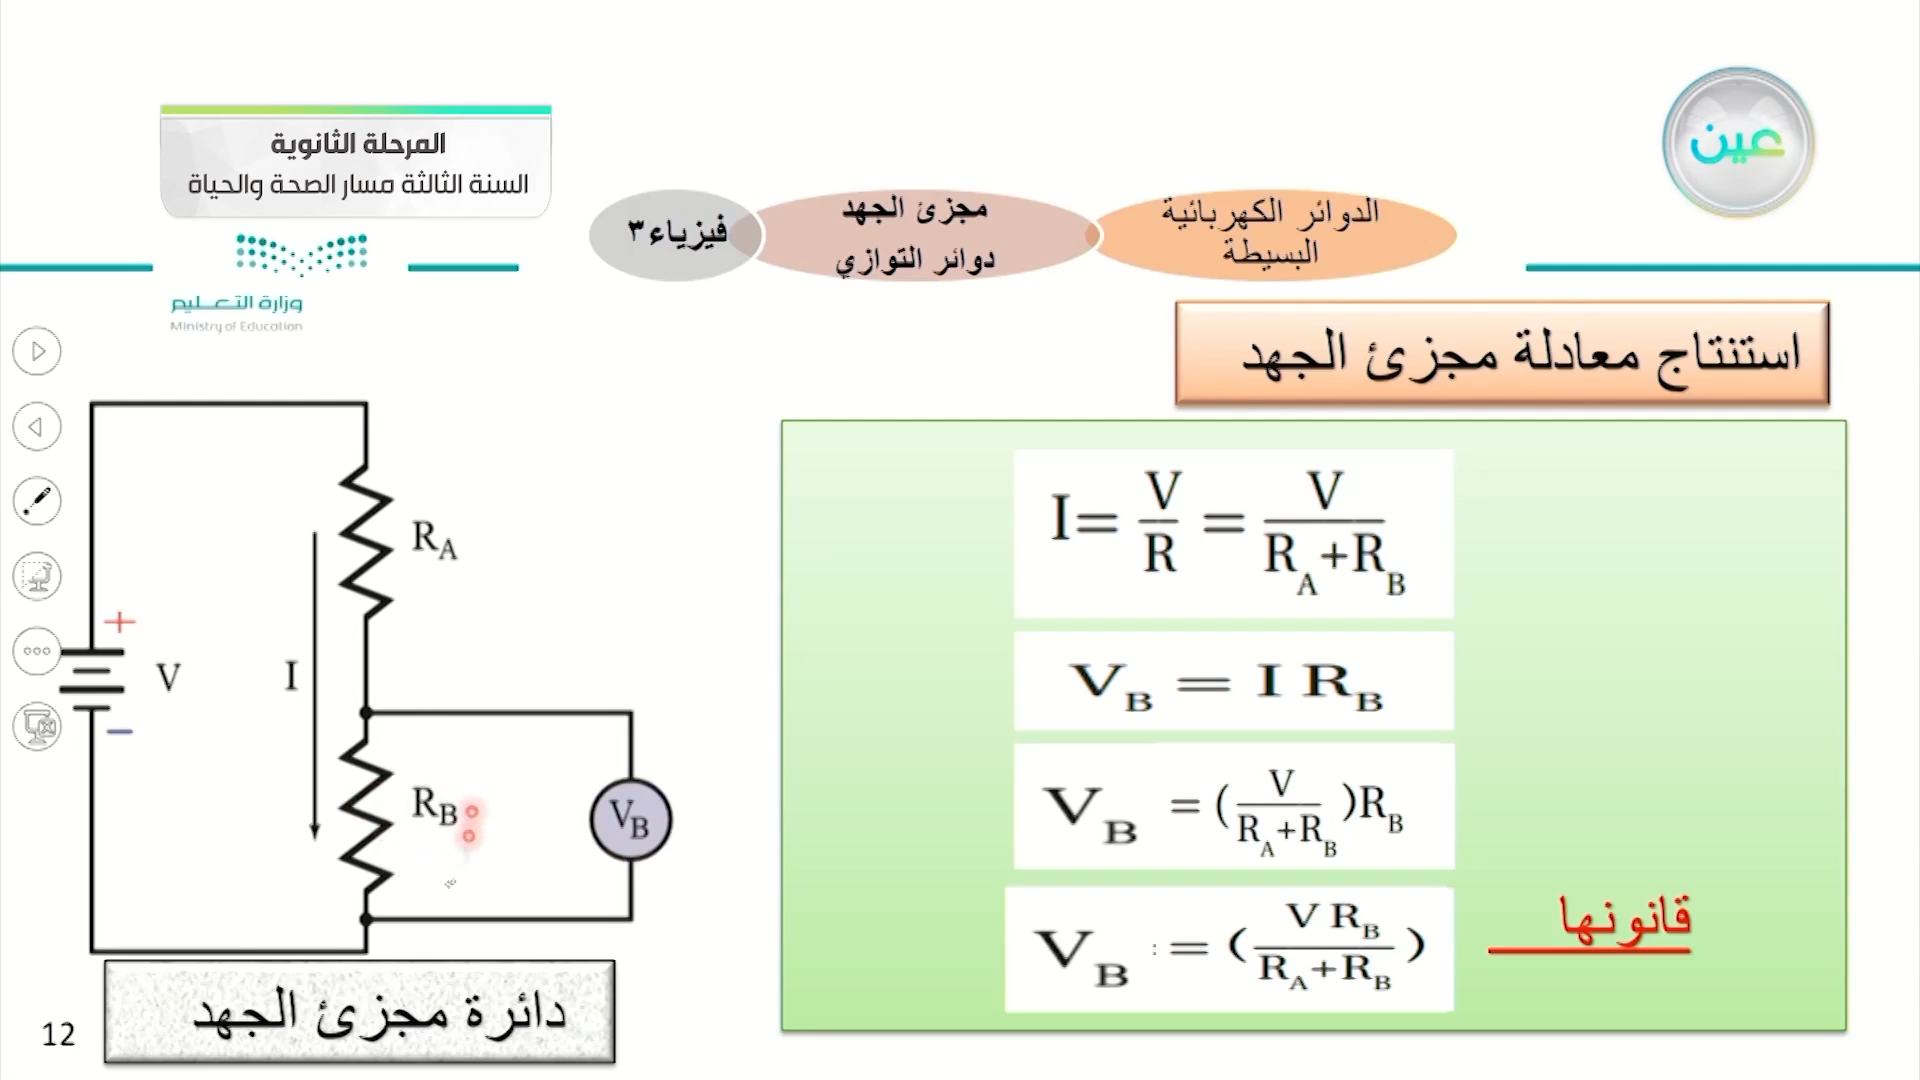 عين
المرحلة الثانوية
السنة الثالثة مسار الصحة والحياة
وزارة التعليم
Ministry of Education
الدوائر الكهربائية
البسيطة
مجزئ الجهد
دوائر التوازي
فيزياء٣
استنتاج معادلة مجزئ الجهد
I= V/R = V/(R_A+R_B)
V_B = I R_B
V_B = (V/(R_A+R_B))R_B
V_B := (V R_B/(R_A+R_B))
قانونها
R_A
+
V
I
−
R_B
V_B
دائرة مجزئ الجهد
12